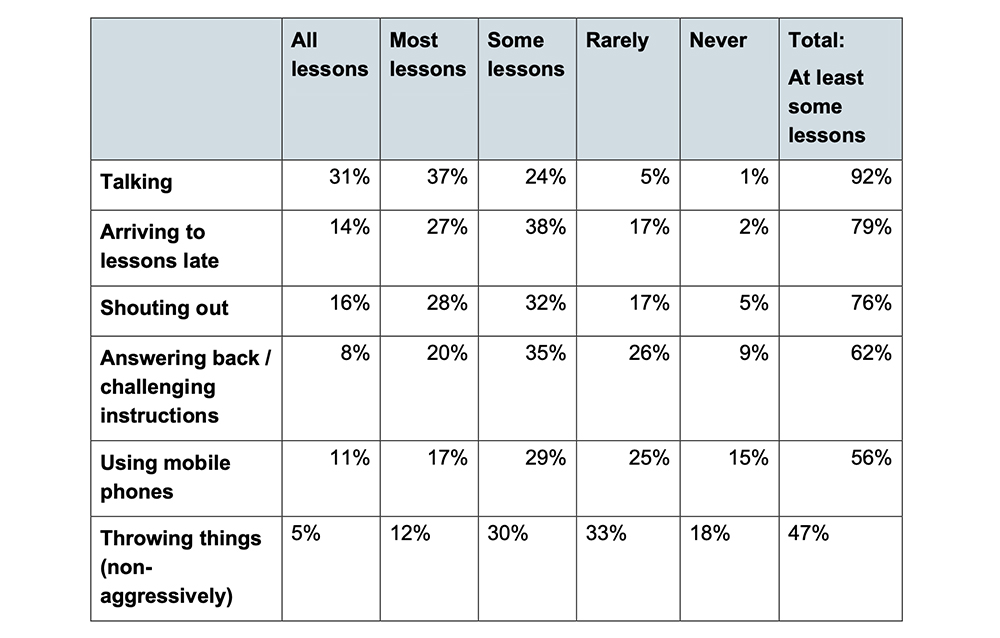 All lessons Most lessons Some lessons Rarely Never Total: At least some lessons
Talking 31% 37% 24% 5% 1% 92%
Arriving to lessons late 14% 27% 38% 17% 2% 79%
Shouting out 16% 28% 32% 17% 5% 76%
Answering back / challenging instructions 8% 20% 35% 26% 9% 62%
Using mobile phones 11% 17% 29% 25% 15% 56%
Throwing things (non-aggressively) 5% 12% 30% 33% 18% 47%